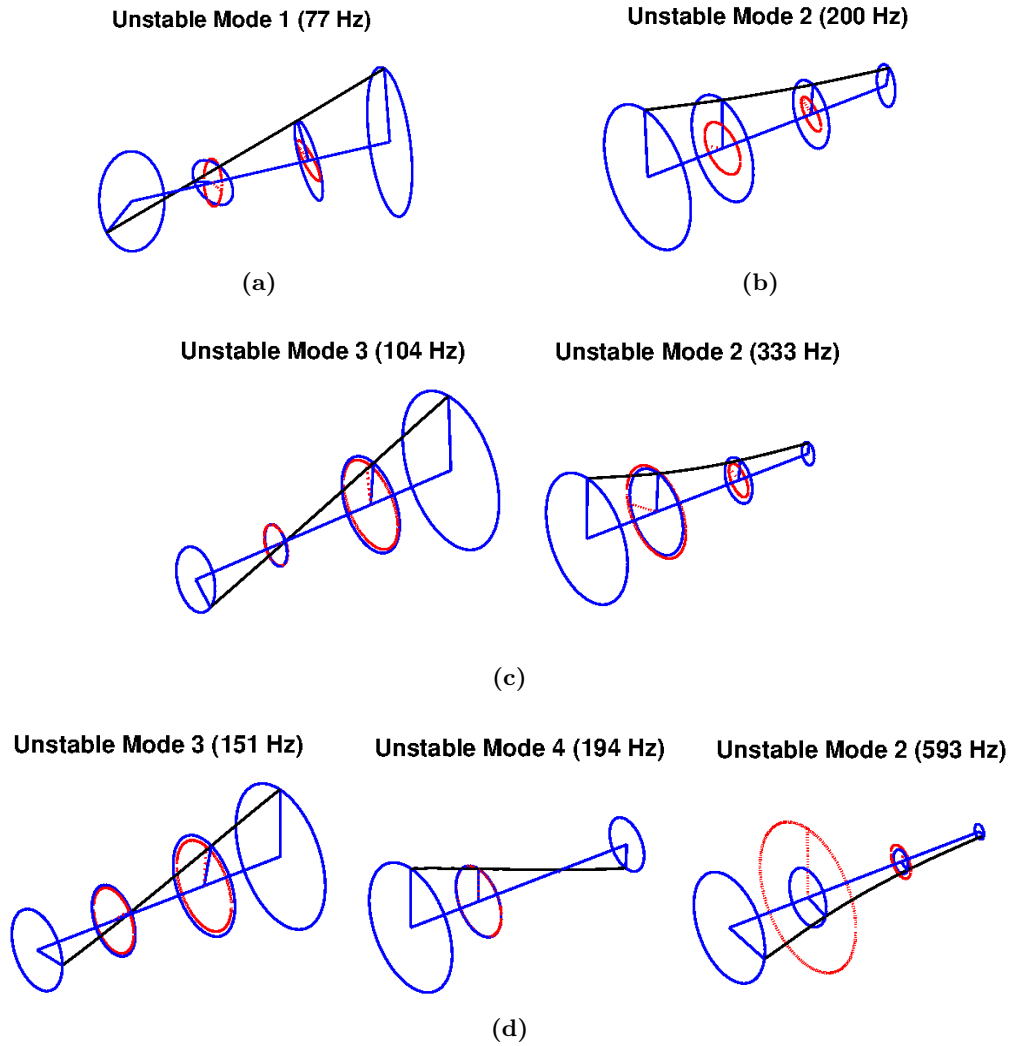 Unstable Mode 1 (77 Hz)
Unstable Mode 2 (200 Hz)
(a)
(b)
Unstable Mode 3 (104 Hz)
Unstable Mode 2 (333 Hz)
(c)
Unstable Mode 3 (151 Hz)
Unstable Mode 4 (194 Hz)
Unstable Mode 2 (593 Hz)
(d)